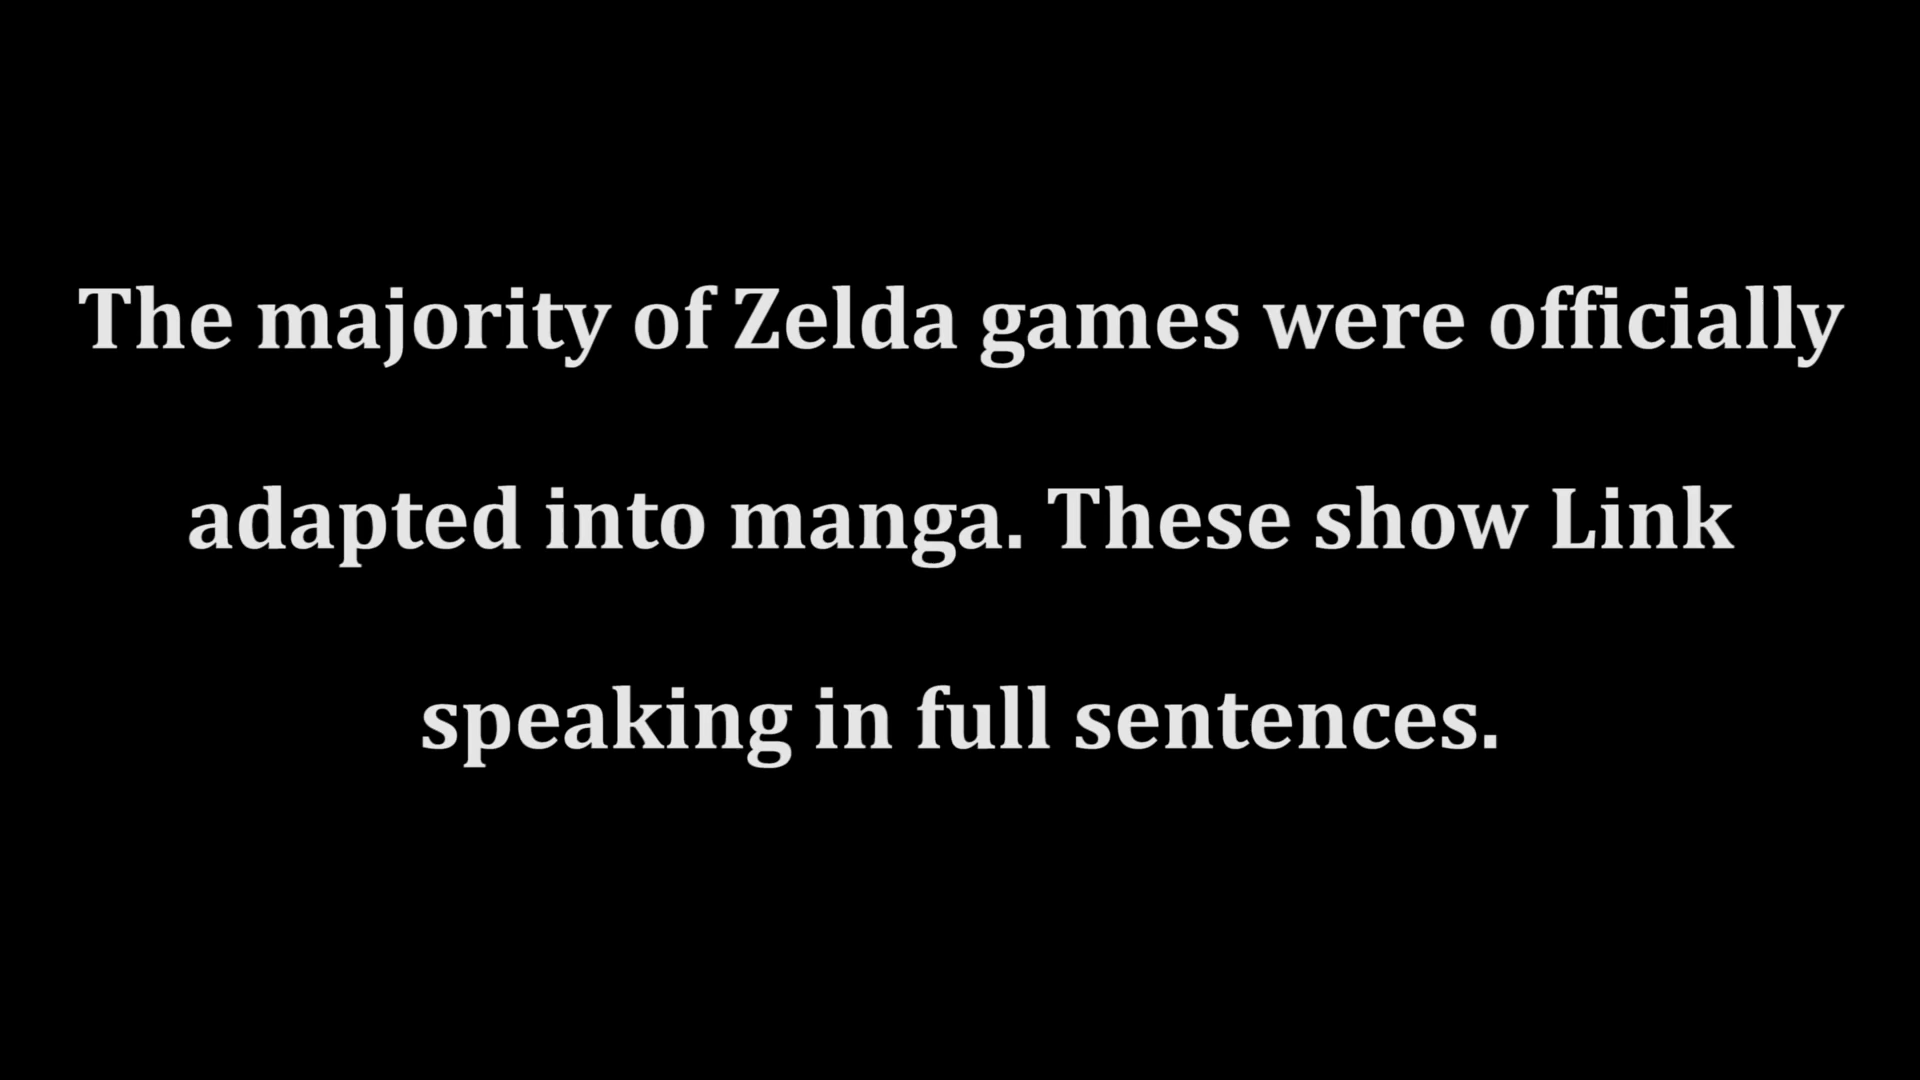 The majority of Zelda games were officially
adapted into manga. These show Link
speaking in full sentences.